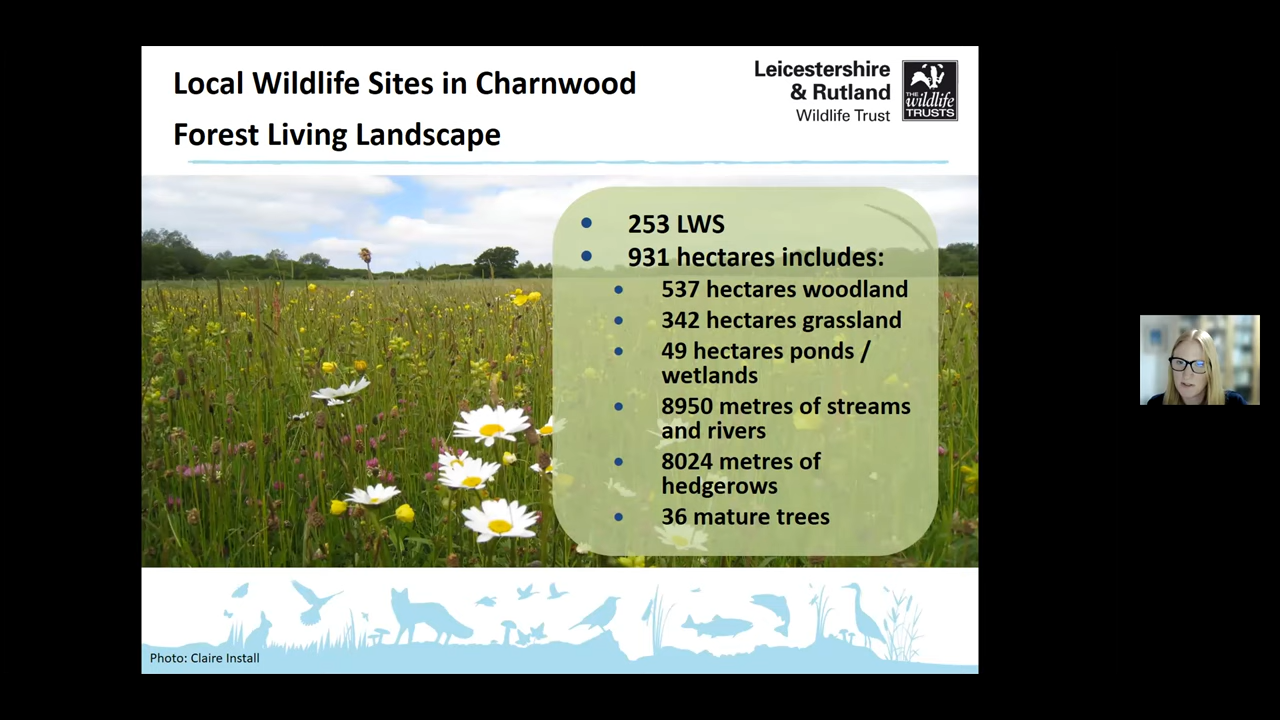 Local Wildlife Sites in Charnwood
Forest Living Landscape
Leicestershire
& Rutland
Wildlife Trust
THE
wildlife
TRUSTS
• 253 LWS
• 931 hectares includes:
• 537 hectares woodland
• 342 hectares grassland
• 49 hectares ponds /
wetlands
• 8950 metres of streams
and rivers
• 8024 metres of
hedgerows
• 36 mature trees
Photo: Claire Install